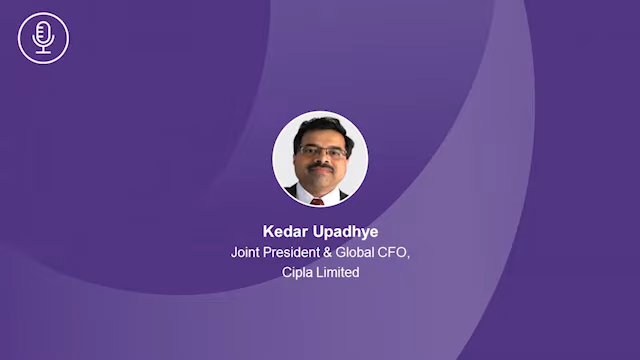 Kedar Upadhye
Joint President & Global CFO,
Cipla Limited